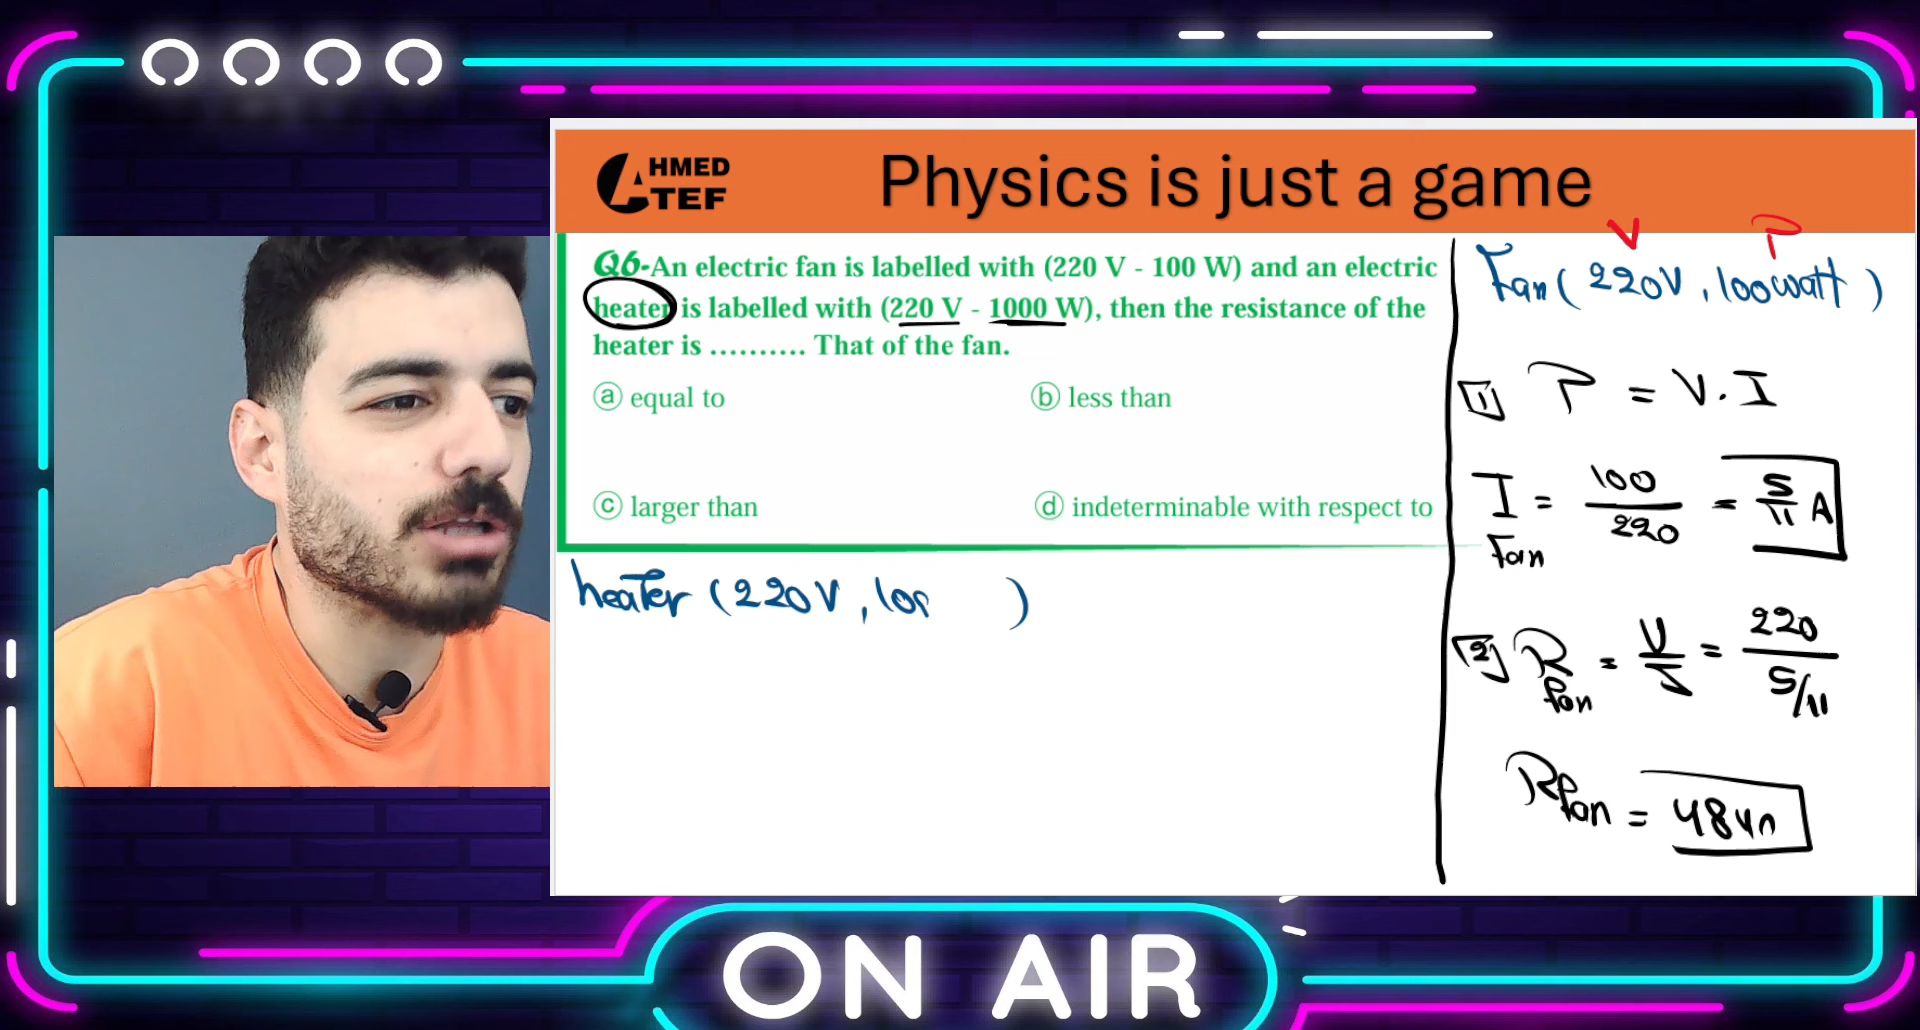 AHMED ATEF
Physics is just a game
Q6-An electric fan is labelled with (220 V - 100 W) and an electric
heater is labelled with (220 V - 1000 W), then the resistance of the
heater is .......... That of the fan.
ⓐ equal to
ⓑ less than
ⓒ larger than
ⓓ indeterminable with respect to
heater (220V, 100 )
V P
Fan (220V, 100watt)
1 P = V.I
I Fan = 100/220 = 5/11 A
2 R fan = V/I = 220/(5/11)
Rfan = 484Ω
ON AIR